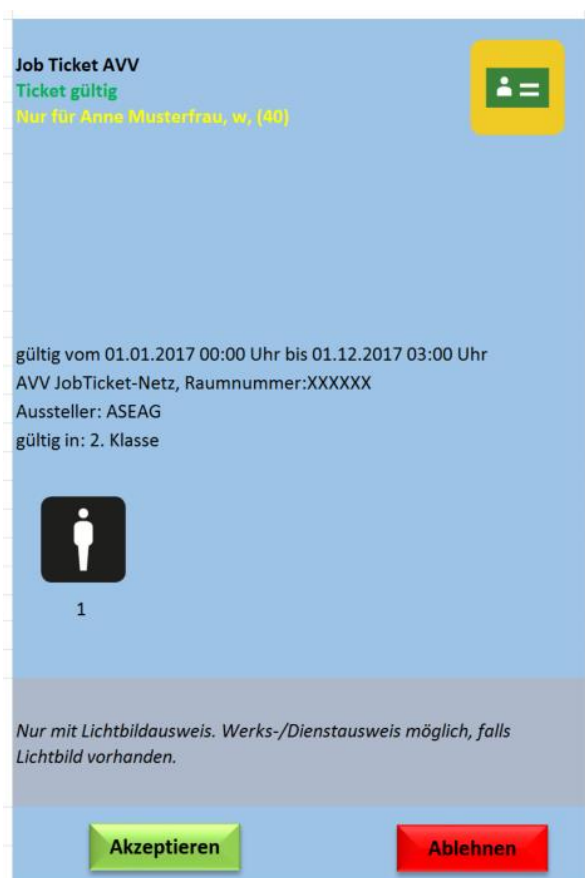 Job Ticket AVV
Ticket gültig
Nur für Anne Musterfrau, w, (40)
gültig vom 01.01.2017 00:00 Uhr bis 01.12.2017 03:00 Uhr
AVV JobTicket-Netz, Raumnummer:XXXXXX
Aussteller: ASEAG
gültig in: 2. Klasse
1
Nur mit Lichtbildausweis. Werks-/Dienstausweis möglich, falls
Lichtbild vorhanden.
Akzeptieren
Ablehnen